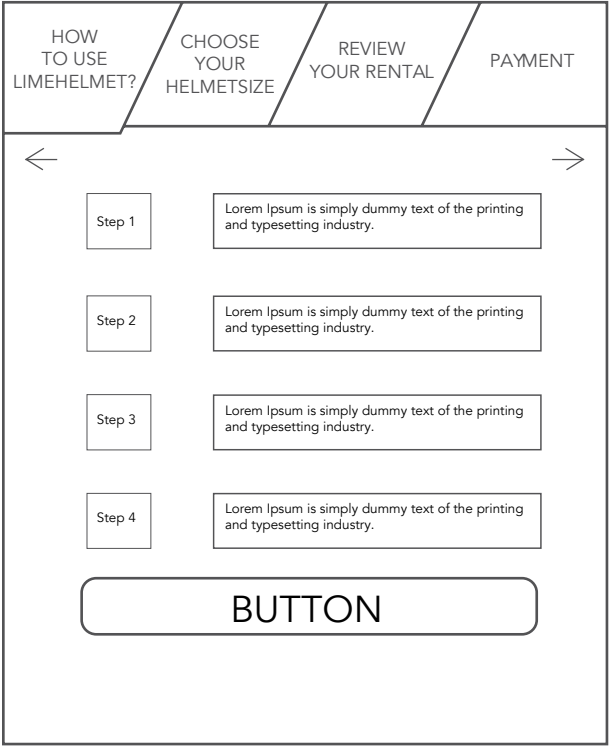 HOW
TO USE
LIMEHELMET?
CHOOSE
YOUR
HELMETSIZE
REVIEW
YOUR RENTAL
PAYMENT
Step 1
Lorem Ipsum is simply dummy text of the printing
and typesetting industry.
Step 2
Lorem Ipsum is simply dummy text of the printing
and typesetting industry.
Step 3
Lorem Ipsum is simply dummy text of the printing
and typesetting industry.
Step 4
Lorem Ipsum is simply dummy text of the printing
and typesetting industry.
BUTTON